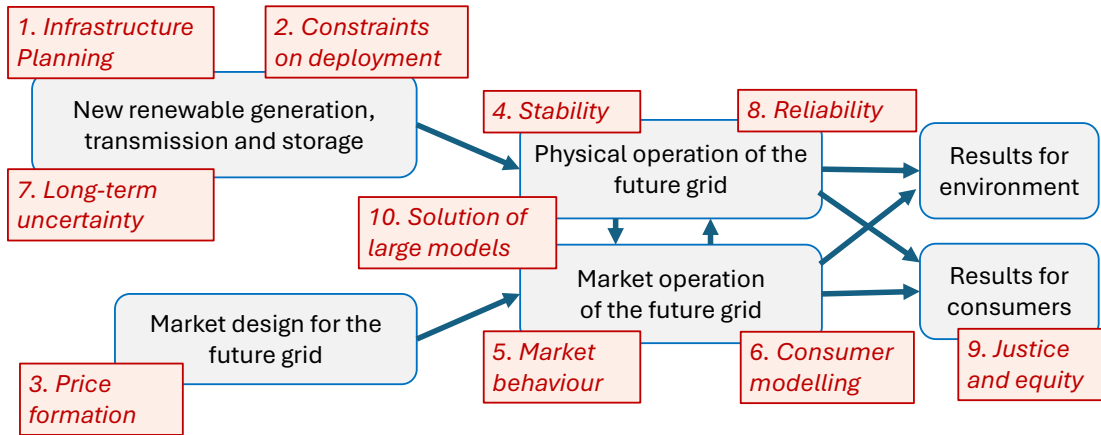 1. Infrastructure
Planning
2. Constraints
on deployment
New renewable generation,
transmission and storage
7. Long-term
uncertainty
4. Stability
8. Reliability
Physical operation of the
future grid
Results for
environment
10. Solution of
large models
Market operation
of the future grid
Results for
consumers
Market design for the
future grid
3. Price
formation
5. Market
behaviour
6. Consumer
modelling
9. Justice
and equity